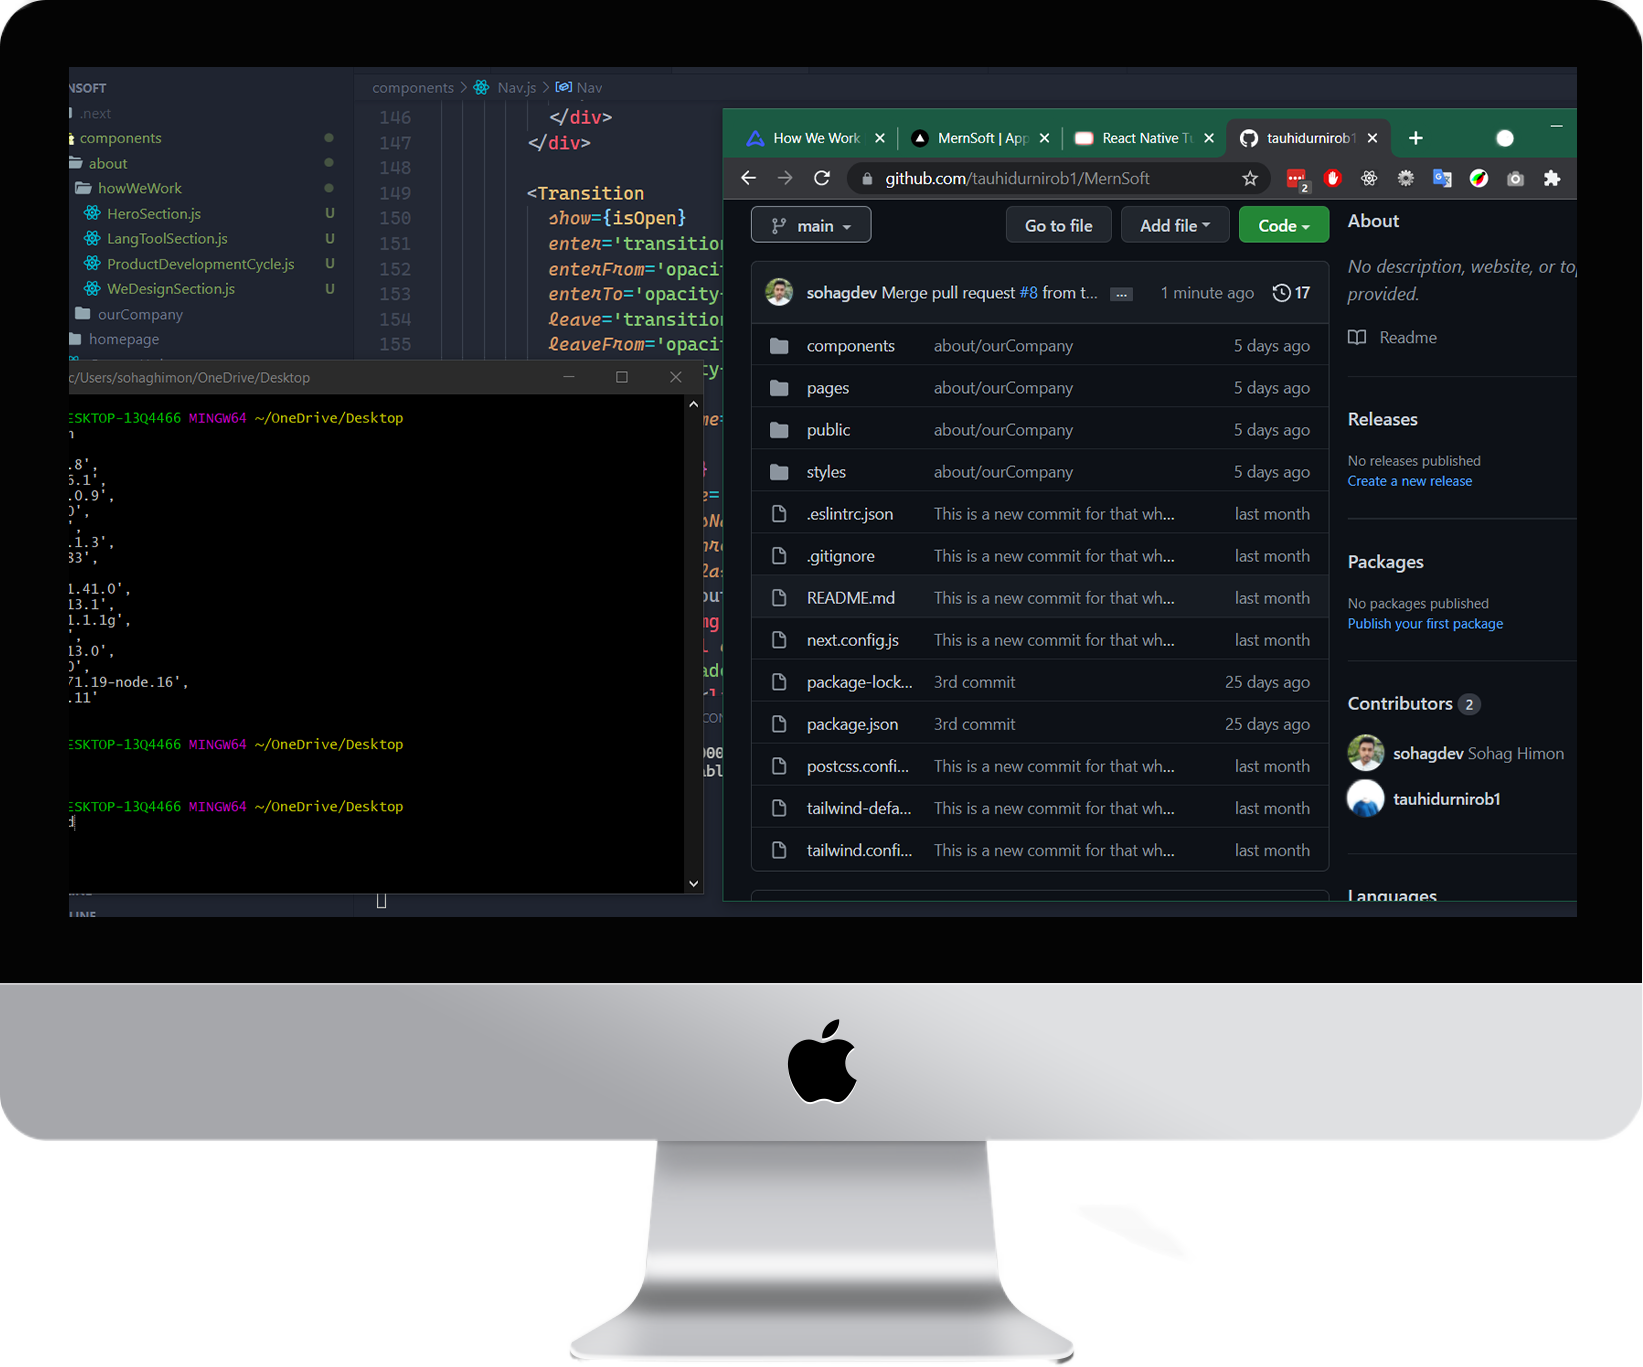 NSOFT
.next
components
about
howWeWork
HeroSection.js U
LangToolSection.js U
ProductDevelopmentCycle.js U
WeDesignSection.js U
ourCompany
homepage
components > Nav.js > Nav
146 </div>
147 </div>
148
149 <Transition
150 show={isOpen}
151 enter='transition
152 enterFrom='opacit
153 enterTo='opacity-
154 leave='transition
155 leaveFrom='opacit
c/Users/sohaghimon/OneDrive/Desktop
ESKTOP-13Q4466 MINGW64 ~/OneDrive/Desktop
n
.8',
6.1',
.0.9',
0',
',
.1.3',
83',
1.41.0',
13.1',
1.1.1g',
',
13.0',
0',
71.19-node.16',
.11'
ESKTOP-13Q4466 MINGW64 ~/OneDrive/Desktop
ESKTOP-13Q4466 MINGW64 ~/OneDrive/Desktop
d
How We Work
MernSoft | App
React Native Tu
tauhidurnirob1
github.com/tauhidurnirob1/MernSoft
2
main
Go to file
Add file
Code
sohagdev Merge pull request #8 from t... ... 1 minute ago 17
components about/ourCompany 5 days ago
pages about/ourCompany 5 days ago
public about/ourCompany 5 days ago
styles about/ourCompany 5 days ago
.eslintrc.json This is a new commit for that wh... last month
.gitignore This is a new commit for that wh... last month
README.md This is a new commit for that wh... last month
next.config.js This is a new commit for that wh... last month
package-lock... 3rd commit 25 days ago
package.json 3rd commit 25 days ago
postcss.confi... This is a new commit for that wh... last month
tailwind-defa... This is a new commit for that wh... last month
tailwind.confi... This is a new commit for that wh... last month
About
No description, website, or top
provided.
Readme
Releases
No releases published
Create a new release
Packages
No packages published
Publish your first package
Contributors 2
sohagdev Sohag Himon
tauhidurnirob1
Languages